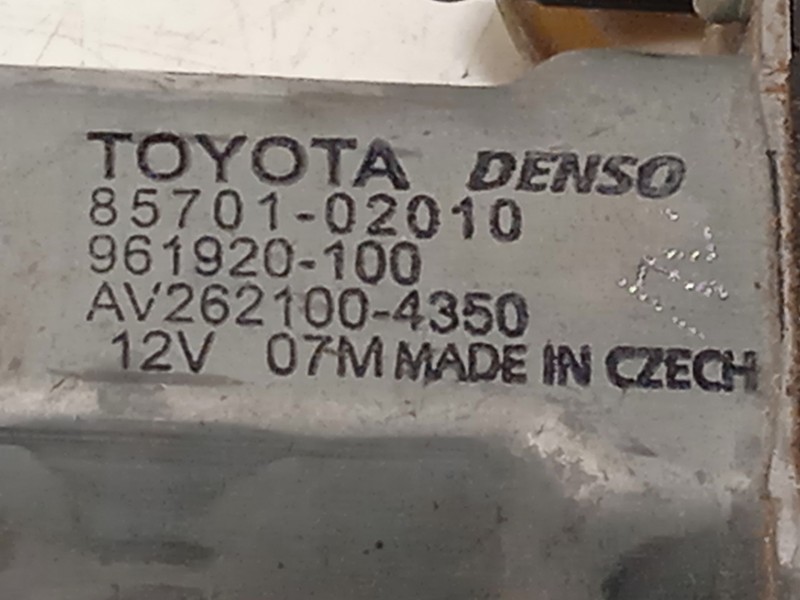 TOYOTA DENSO
85701-02010
961920-100
AV262100-4350
12V 07M MADE IN CZECH